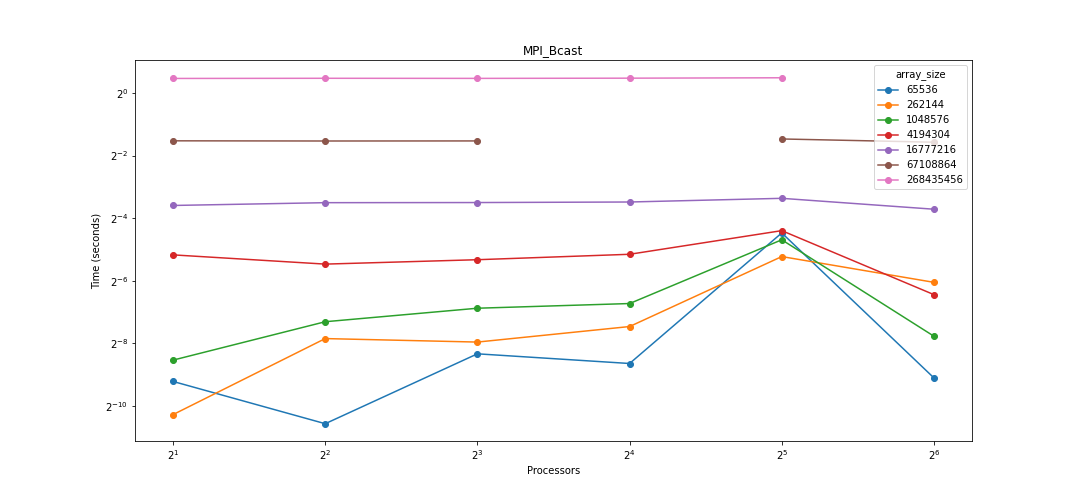 MPI_Bcast
Time (seconds)
2^0
2^-2
2^-4
2^-6
2^-8
2^-10
array_size
65536
262144
1048576
4194304
16777216
67108864
268435456
2^1 2^2 2^3 2^4 2^5 2^6
Processors